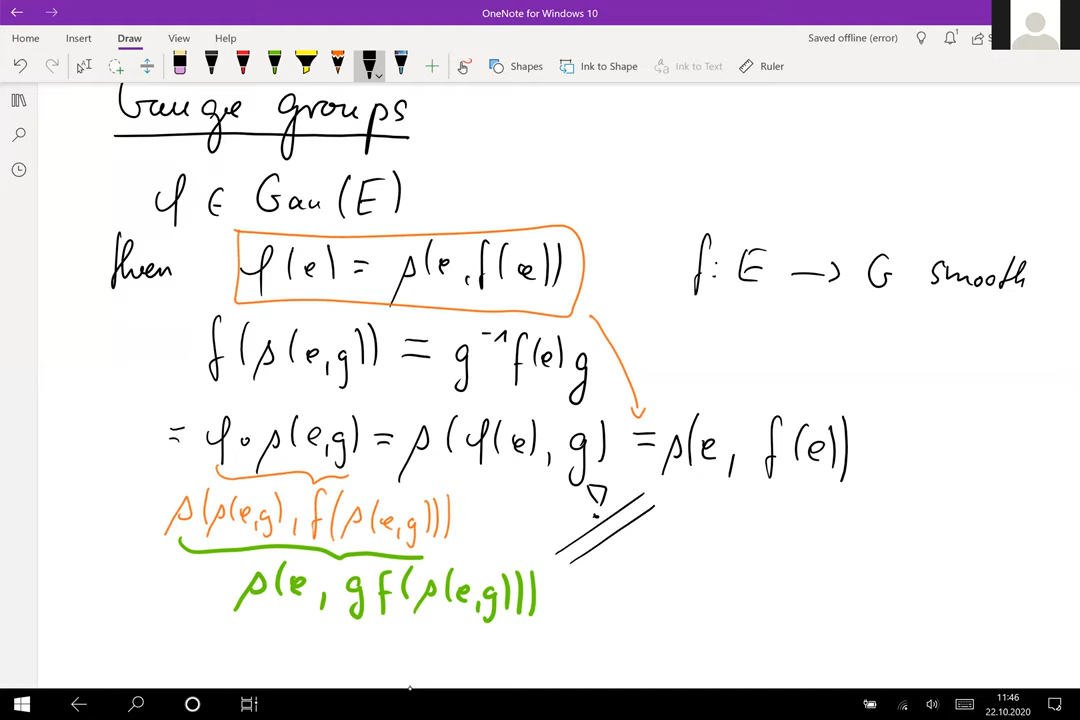 OneNote for Windows 10
Home Insert Draw View Help
Saved offline (error)
Shapes Ink to Shape Ink to Text Ruler
Gauge groups
φ ∈ Gau(E)
then φ(e) = ρ(e, f(e)) f: E → G smooth
f(ρ(e,g)) = g⁻¹ f(e) g
= φ∘ρ(e,g) = ρ(φ(e), g) = ρ(e, f(e))
ρ(ρ(e,g), f(ρ(e,g)))
ρ(e, g f(ρ(e,g)))
11:46
22.10.2020